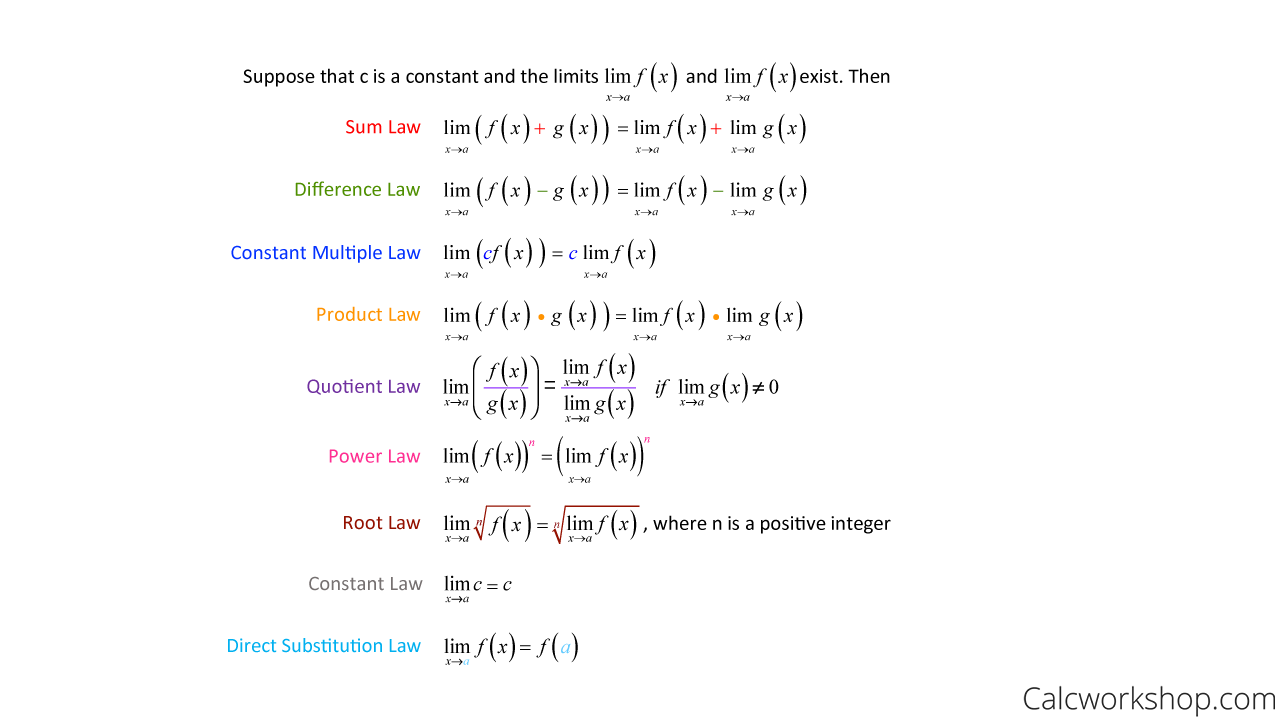 Suppose that c is a constant and the limits lim_{x→a} f(x) and lim_{x→a} f(x) exist. Then
Sum Law lim_{x→a} (f(x) + g(x)) = lim_{x→a} f(x) + lim_{x→a} g(x)
Difference Law lim_{x→a} (f(x) − g(x)) = lim_{x→a} f(x) − lim_{x→a} g(x)
Constant Multiple Law lim_{x→a} (cf(x)) = c lim_{x→a} f(x)
Product Law lim_{x→a} (f(x) • g(x)) = lim_{x→a} f(x) • lim_{x→a} g(x)
Quotient Law lim_{x→a} (f(x)/g(x)) = lim_{x→a} f(x) / lim_{x→a} g(x) if lim_{x→a} g(x) ≠ 0
Power Law lim_{x→a} (f(x))^n = (lim_{x→a} f(x))^n
Root Law lim_{x→a} ⁿ√(f(x)) = ⁿ√(lim_{x→a} f(x)) , where n is a positive integer
Constant Law lim_{x→a} c = c
Direct Substitution Law lim_{x→a} f(x) = f(a)
Calcworkshop.com